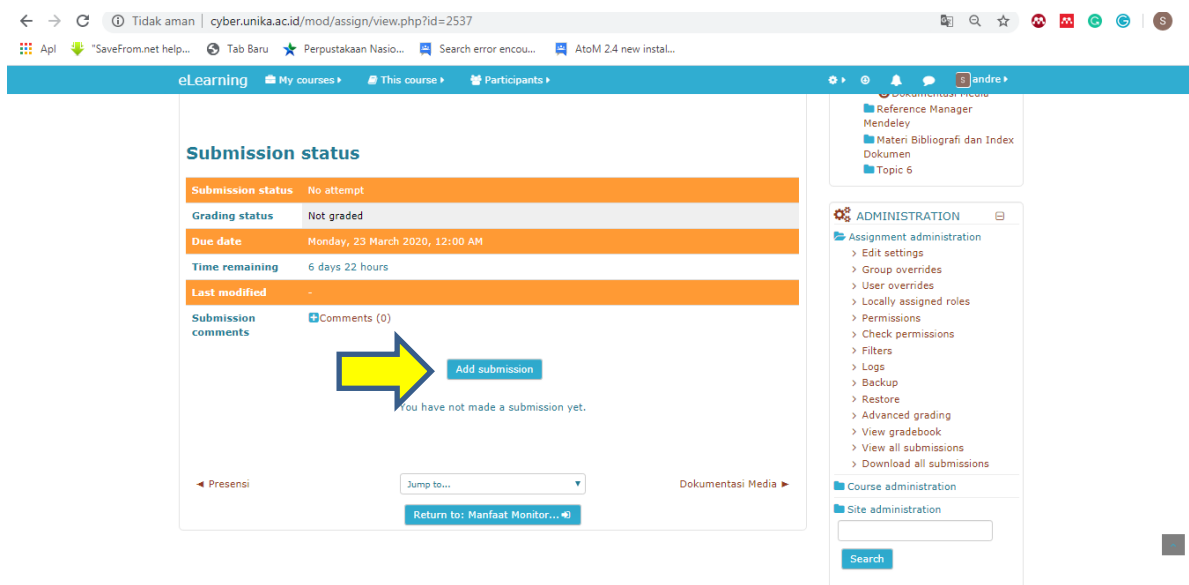 Tidak aman | cyber.unika.ac.id/mod/assign/view.php?id=2537
S
Apl "SaveFrom.net help... Tab Baru Perpustakaan Nasio... Search error encou... AtoM 2.4 new instal...
eLearning My courses This course Participants S andre
Dokumentasi Media
Reference Manager
Mendeley
Materi Bibliografi dan Index
Dokumen
Topic 6
Submission status
Submission status No attempt
Grading status Not graded
Due date Monday, 23 March 2020, 12:00 AM
Time remaining 6 days 22 hours
Last modified -
Submission comments Comments (0)
Add submission
You have not made a submission yet.
◄ Presensi
Jump to...
Dokumentasi Media ►
Return to: Manfaat Monitor...
ADMINISTRATION
Assignment administration
Edit settings
Group overrides
User overrides
Locally assigned roles
Permissions
Check permissions
Filters
Logs
Backup
Restore
Advanced grading
View gradebook
View all submissions
Download all submissions
Course administration
Site administration
Search